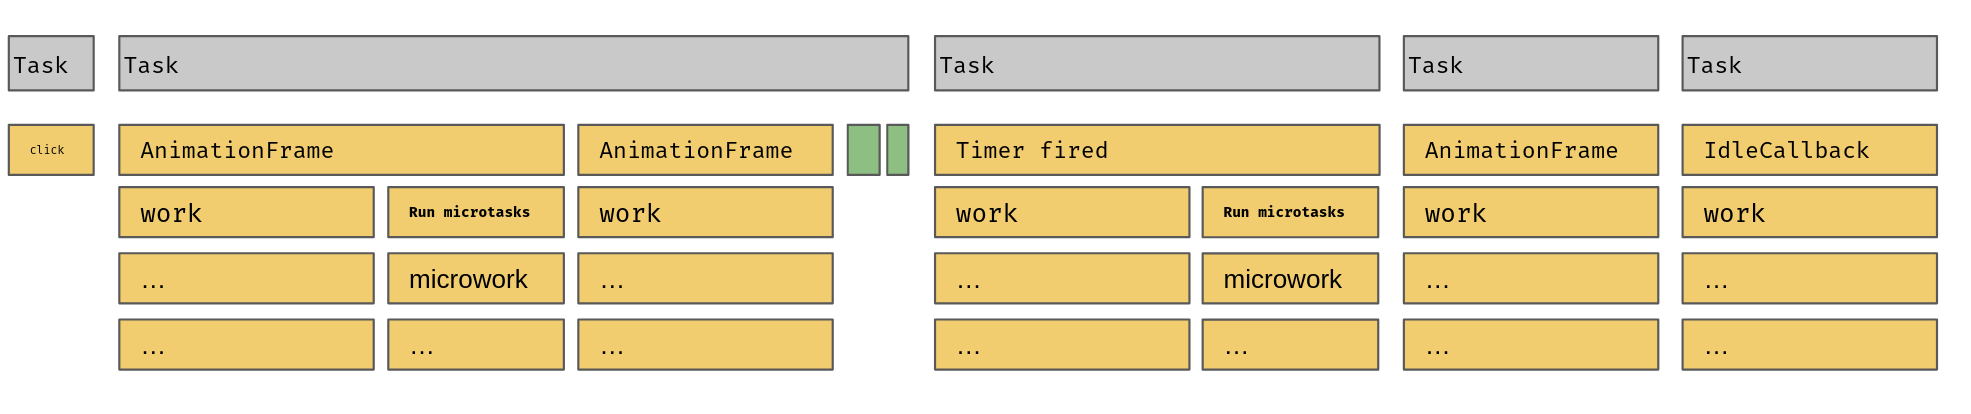 Task Task Task Task Task
click AnimationFrame AnimationFrame Timer fired AnimationFrame IdleCallback
work Run microtasks work work Run microtasks work work
... microwork ... ... microwork ... ...
... ... ... ... ... ... ...